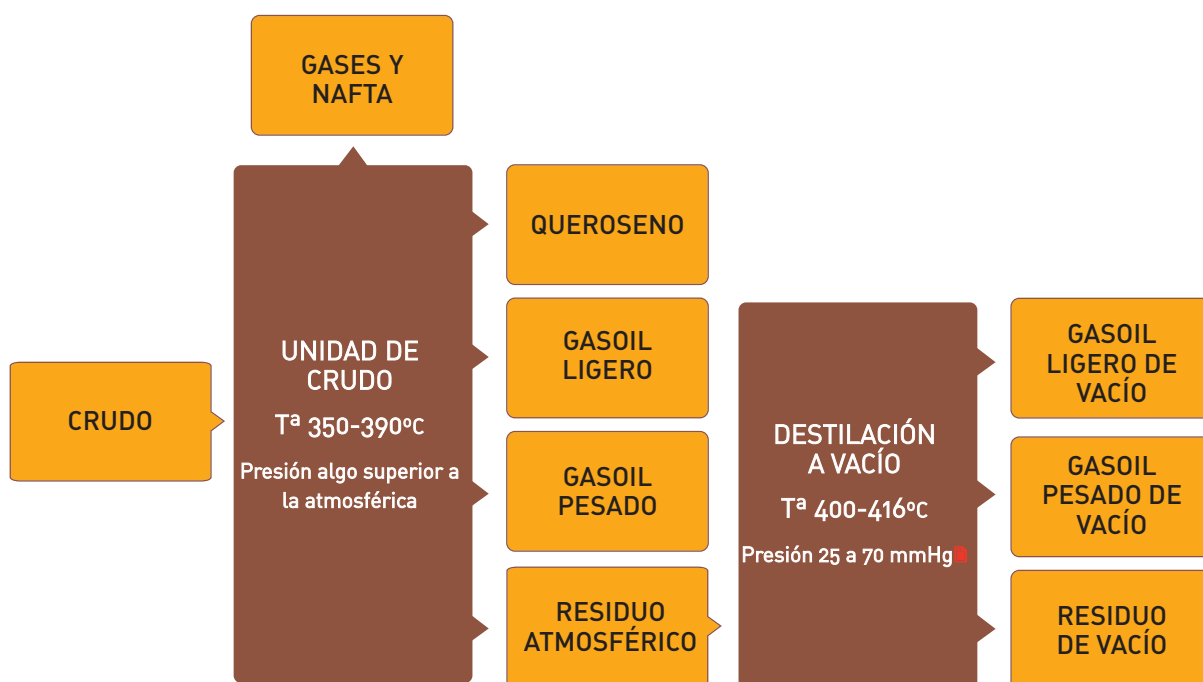 GASES Y
NAFTA
CRUDO
UNIDAD DE
CRUDO
Tª 350-390ºC
Presión algo superior a
la atmosférica
QUEROSENO
GASOIL
LIGERO
GASOIL
PESADO
RESIDUO
ATMOSFÉRICO
DESTILACIÓN
A VACÍO
Tª 400-416ºC
Presión 25 a 70 mmHg
GASOIL
LIGERO DE
VACÍO
GASOIL
PESADO DE
VACÍO
RESIDUO
DE VACÍO